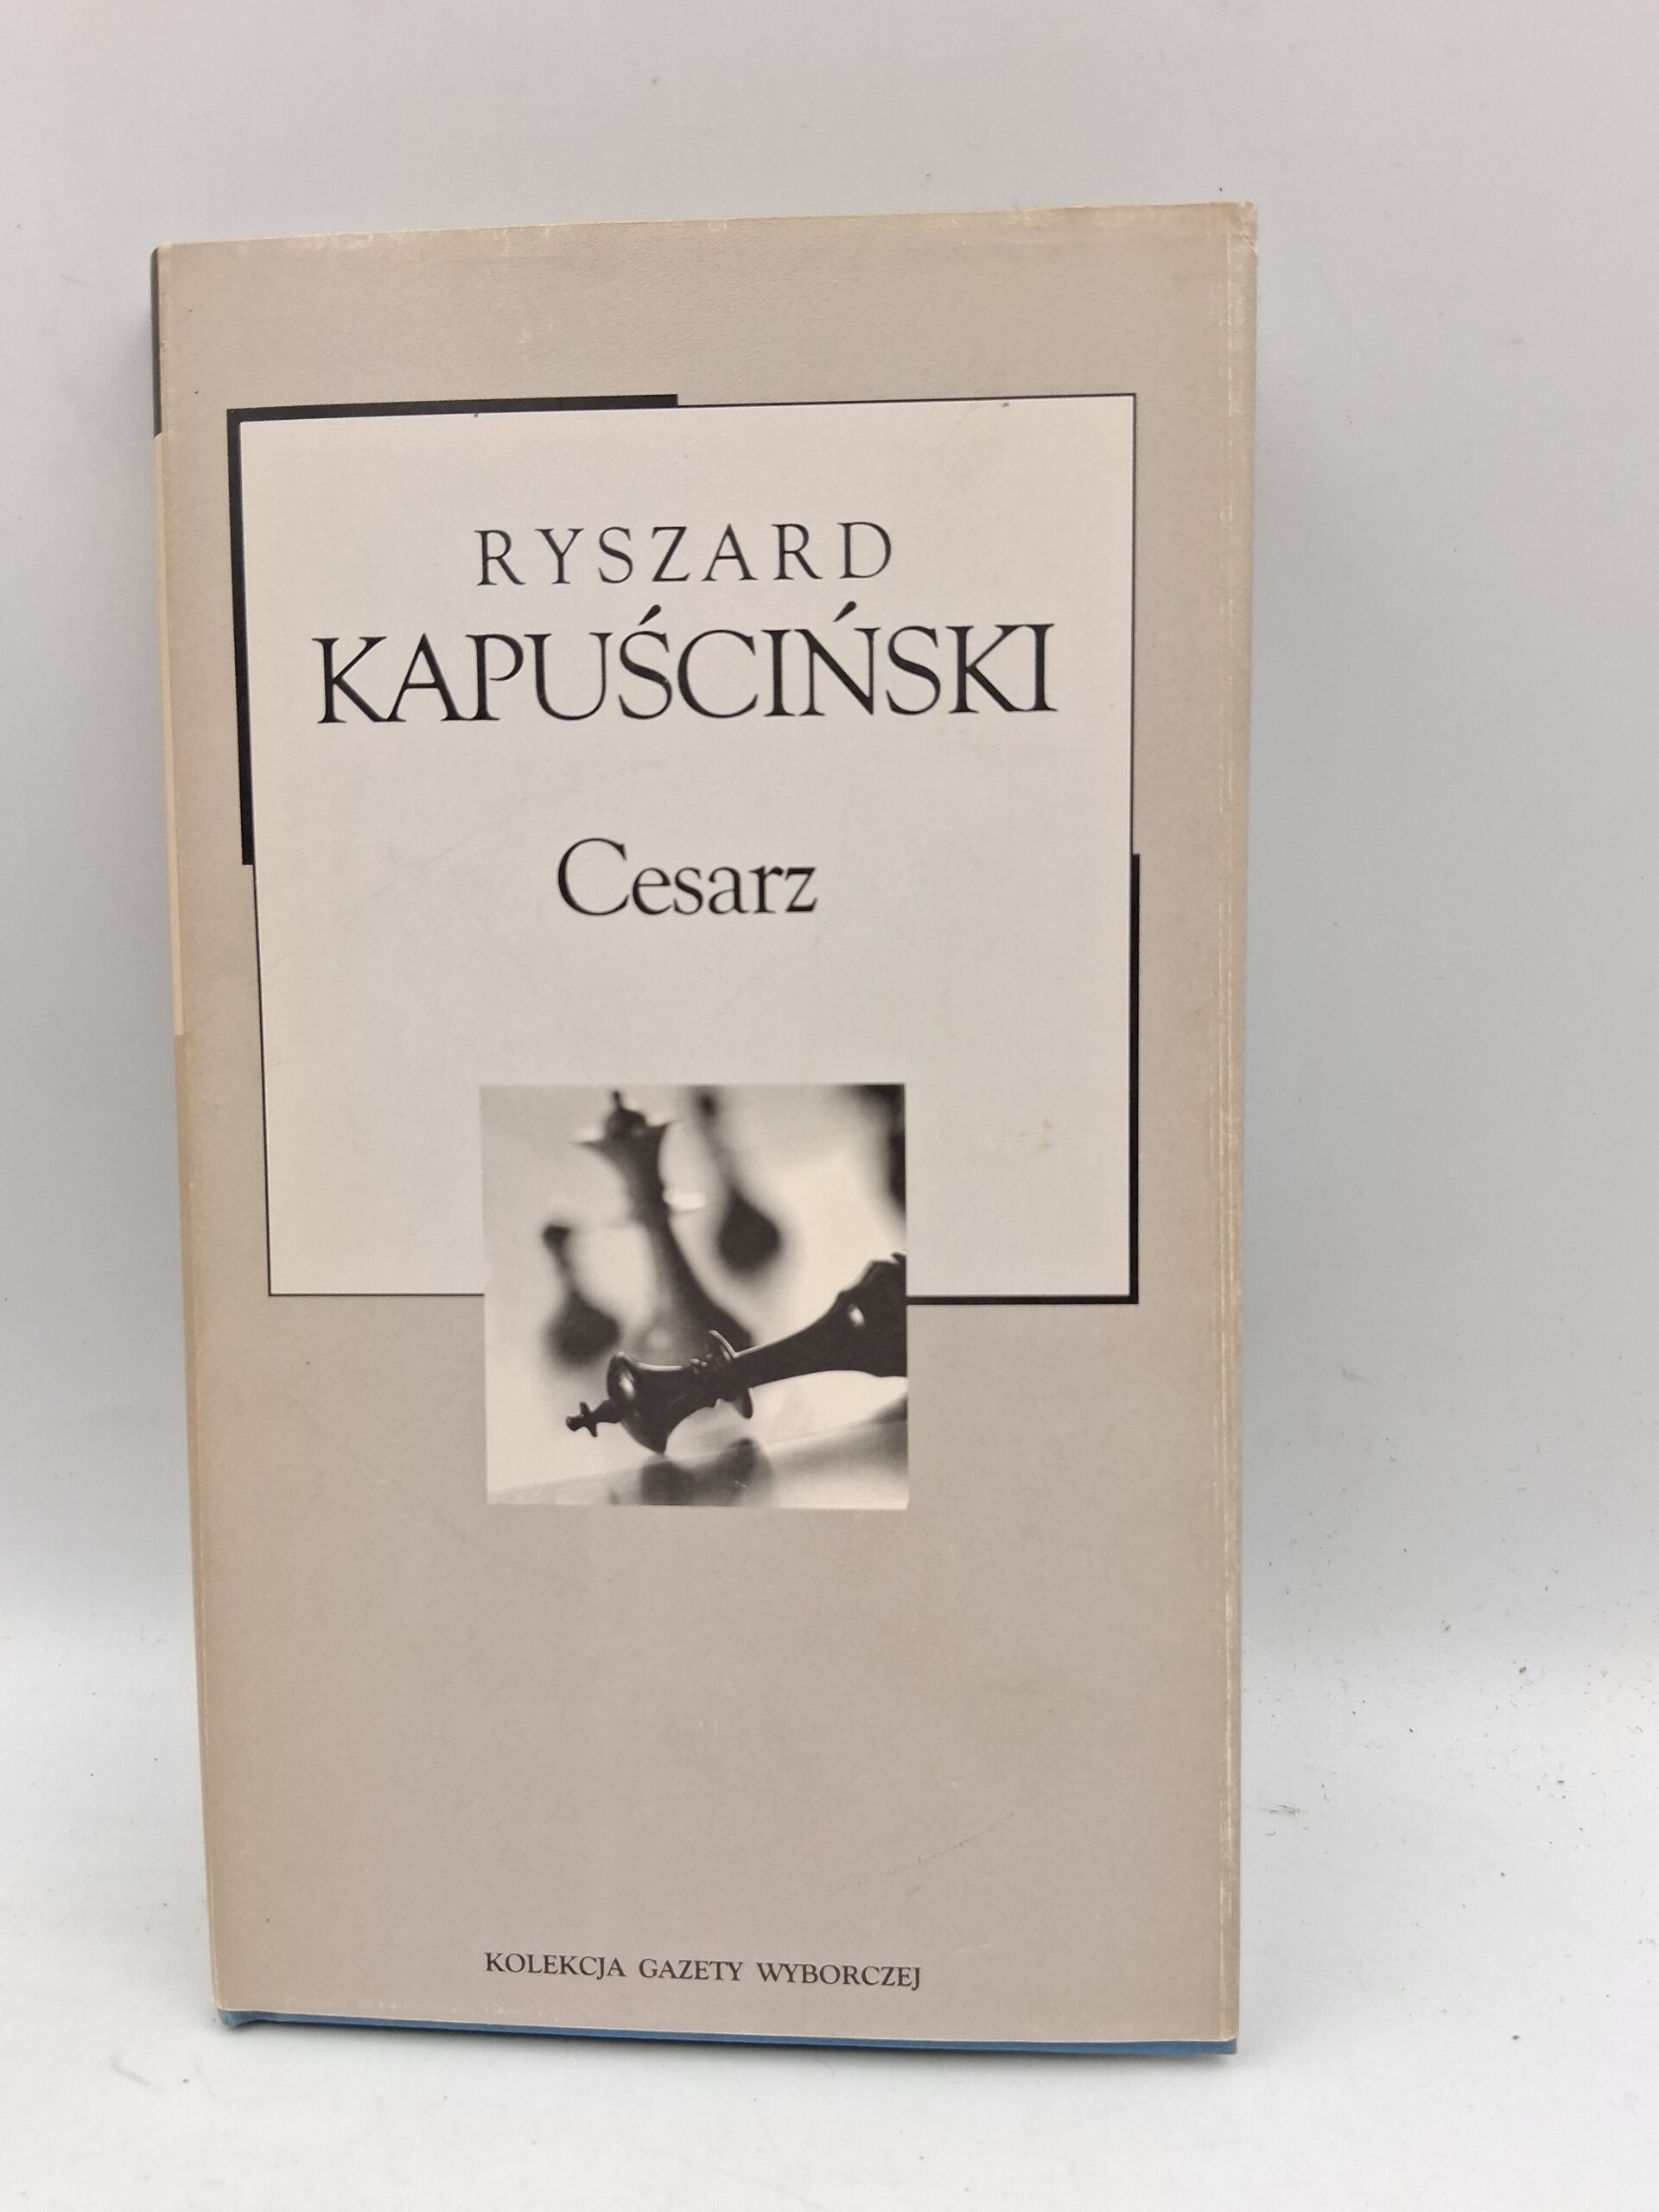 RYSZARD
KAPUŚCIŃSKI
Cesarz
KOLEKCJA GAZETY WYBORCZEJ